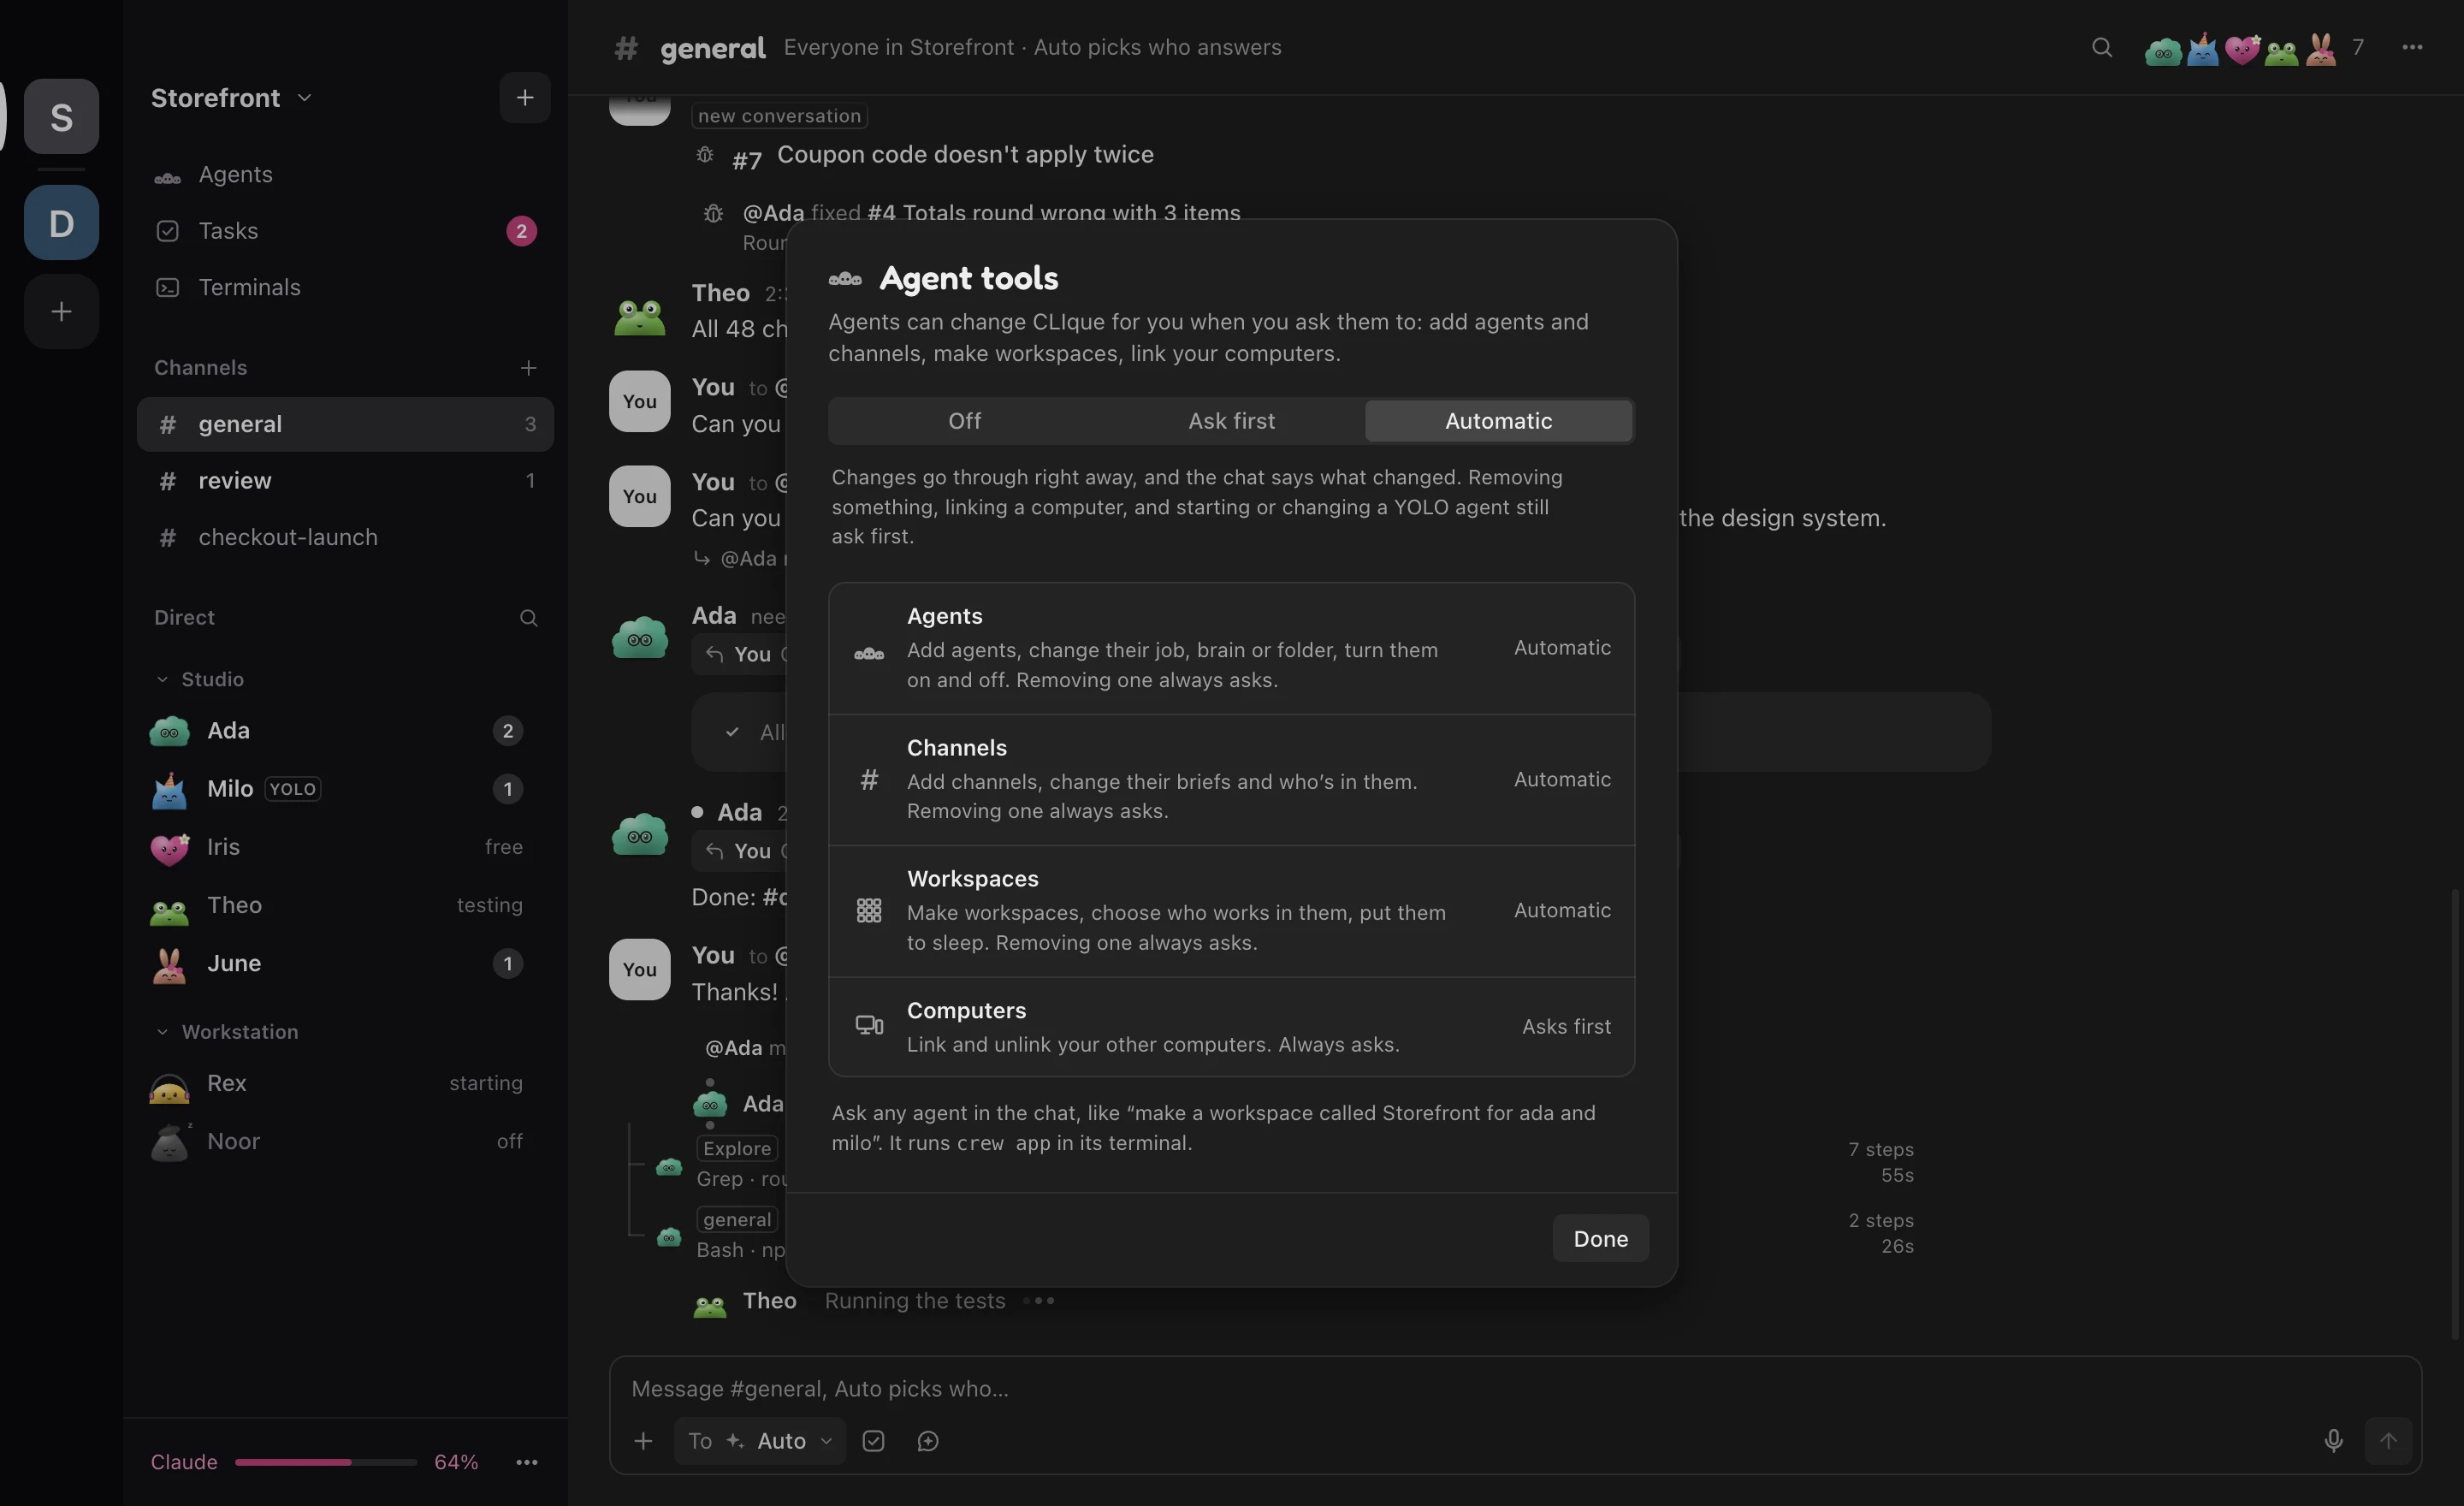 S
D
Storefront
Agents
Tasks 2
Terminals
Channels
# general 3
# review 1
# checkout-launch
Direct
Studio
Ada 2
Milo YOLO 1
Iris free
Theo testing
June 1
Workstation
Rex starting
Noor off
Claude 64%
# general Everyone in Storefront · Auto picks who answers
7
new conversation
#7 Coupon code doesn't apply twice
@Ada fixed #4 Totals round wrong with 3 items
Theo
You
You to
Can you
You
You to
Can you
the design system.
@Ada
Ada
You
All
Ada
You
Done:
You
You to
Thanks!
@Ada
Ada
Explore
Grep ·
7 steps
55s
general
Bash ·
2 steps
26s
Theo Running the tests
Agent tools
Agents can change CLIque for you when you ask them to: add agents and
channels, make workspaces, link your computers.
Off Ask first Automatic
Changes go through right away, and the chat says what changed. Removing
something, linking a computer, and starting or changing a YOLO agent still
ask first.
Agents
Add agents, change their job, brain or folder, turn them
on and off. Removing one always asks.
Automatic
Channels
Add channels, change their briefs and who’s in them.
Removing one always asks.
Automatic
Workspaces
Make workspaces, choose who works in them, put them
to sleep. Removing one always asks.
Automatic
Computers
Link and unlink your other computers. Always asks.
Asks first
Ask any agent in the chat, like “make a workspace called Storefront for ada and
milo”. It runs crew app in its terminal.
Done
Message #general, Auto picks who...
To Auto